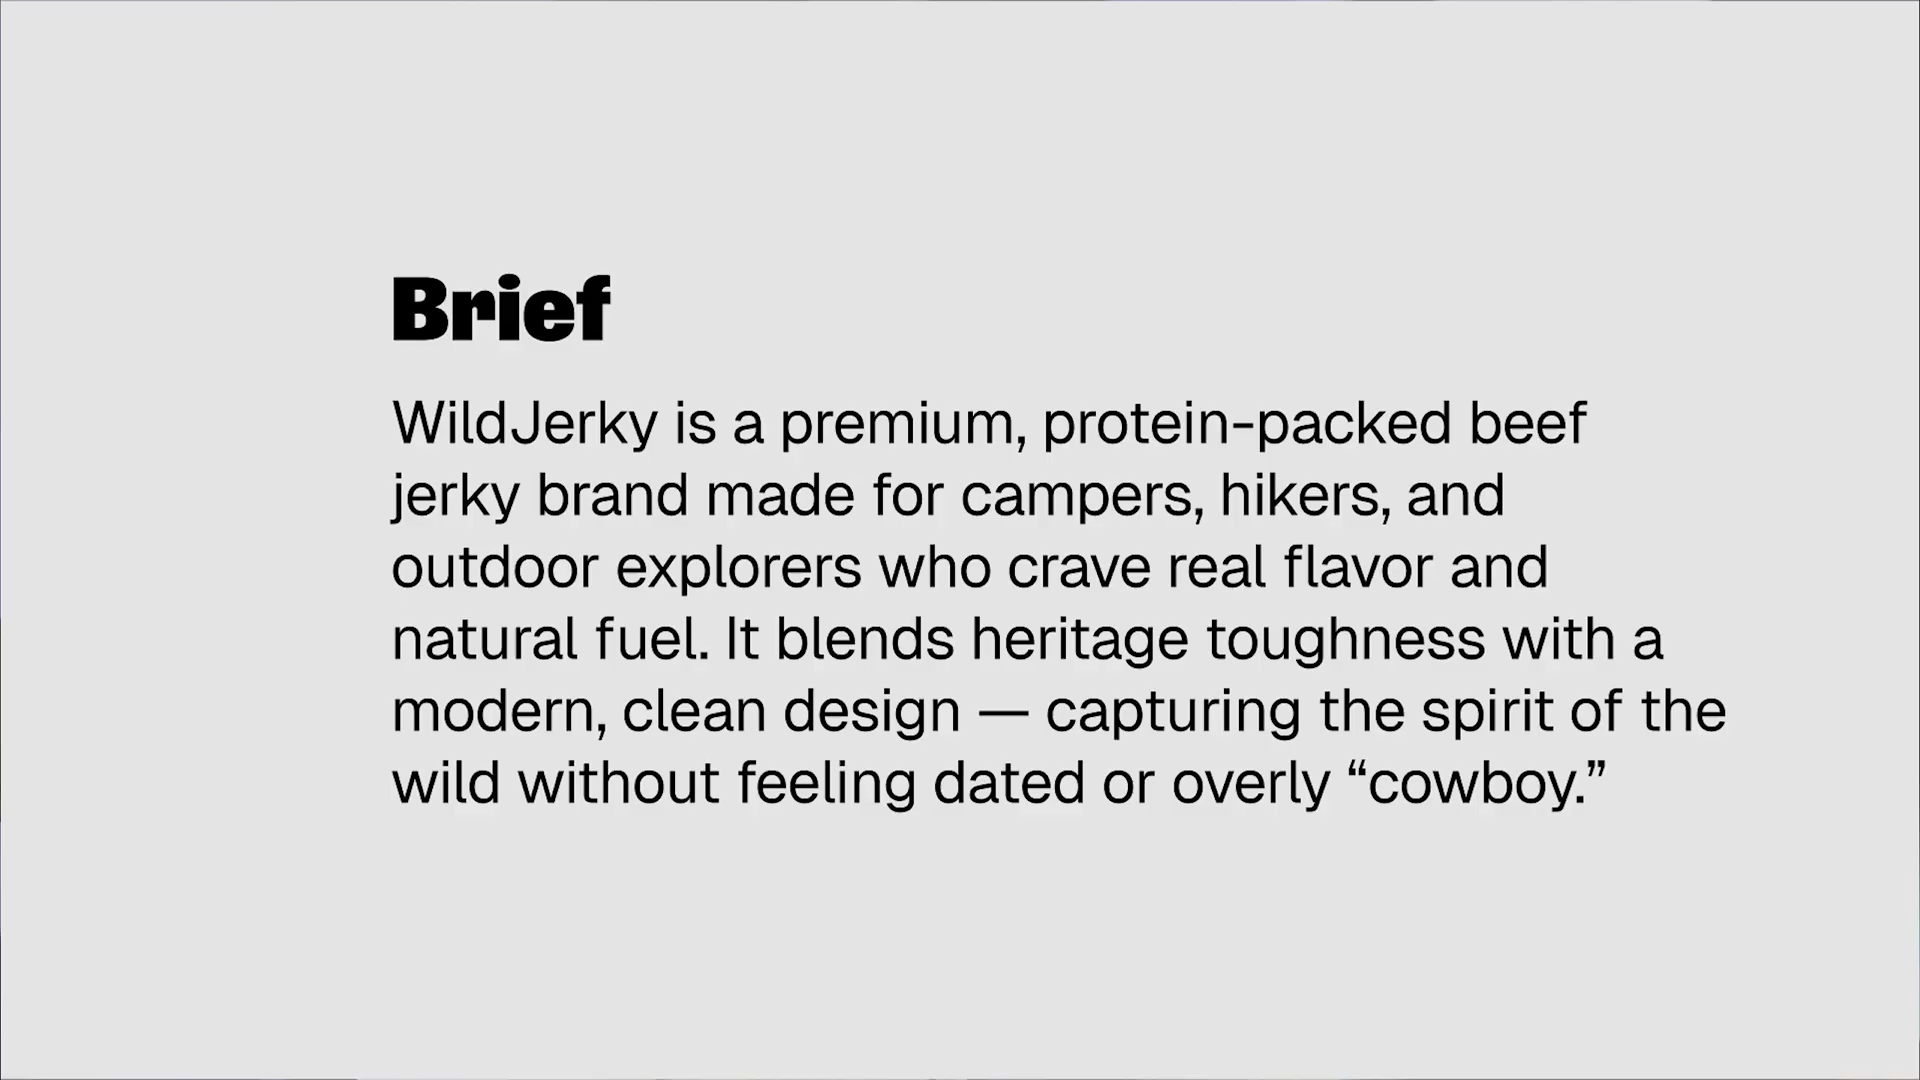 Brief
WildJerky is a premium, protein-packed beef
jerky brand made for campers, hikers, and
outdoor explorers who crave real flavor and
natural fuel. It blends heritage toughness with a
modern, clean design — capturing the spirit of the
wild without feeling dated or overly “cowboy.”